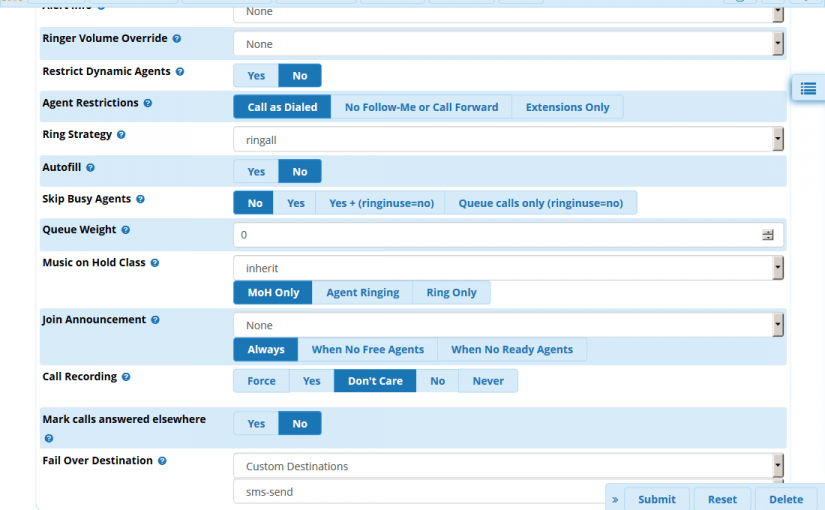 Alert Info
None
Ringer Volume Override
None
Restrict Dynamic Agents Yes No
Agent Restrictions Call as Dialed No Follow-Me or Call Forward Extensions Only
Ring Strategy
ringall
Autofill Yes No
Skip Busy Agents No Yes Yes + (ringinuse=no) Queue calls only (ringinuse=no)
Queue Weight
0
Music on Hold Class
inherit
MoH Only Agent Ringing Ring Only
Join Announcement
None
Always When No Free Agents When No Ready Agents
Call Recording Force Yes Don't Care No Never
Mark calls answered elsewhere Yes No
Fail Over Destination
Custom Destinations
sms-send
» Submit Reset Delete